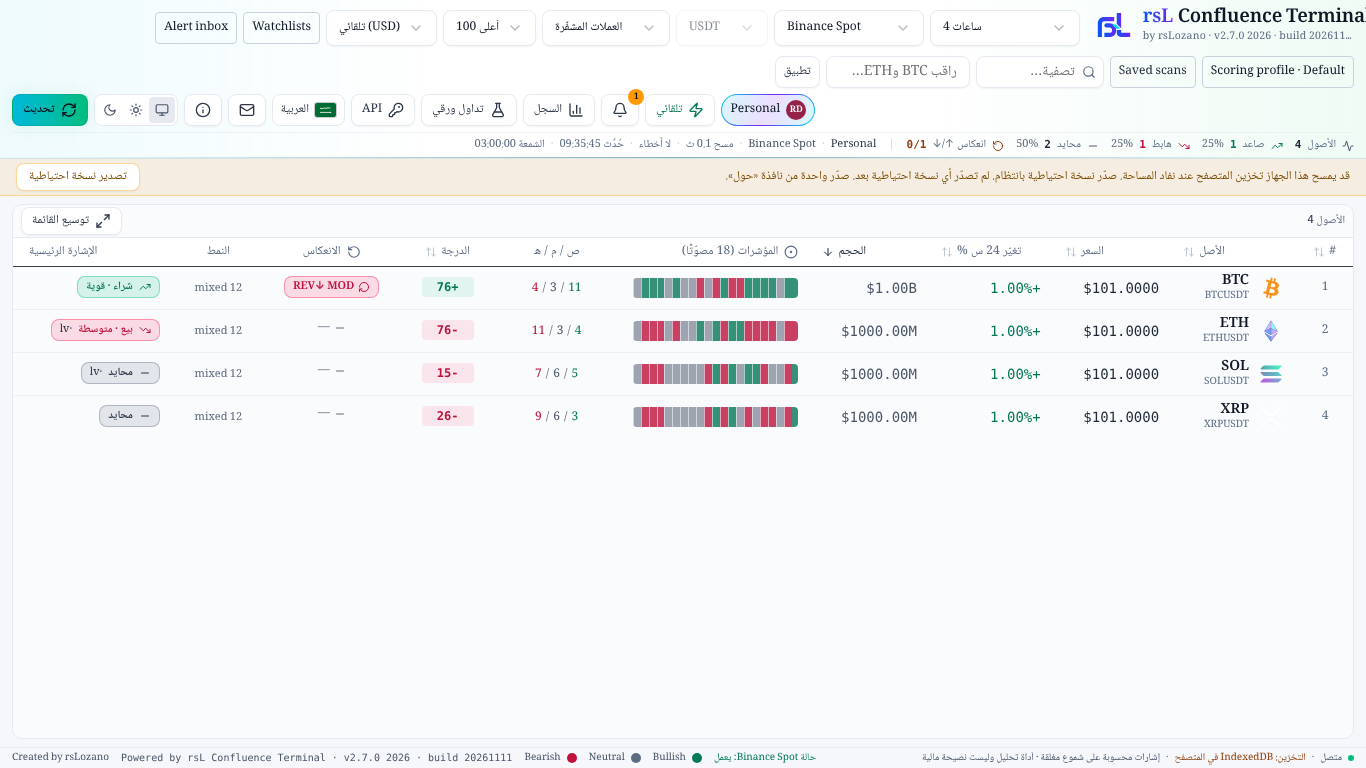 rsL Confluence Termina
by rsLozano · v2.7.0 2026 · build 202611...
4 ساعات
Binance Spot
USDT
العملات المشفّرة
أعلى 100
تلقائي (USD)
Watchlists
Alert inbox
Scoring profile · Default
Saved scans
تصفية...
راقب BTC وETH...
تطبيق
RD Personal
تلقائي
1
السجل
تداول ورقي
API
العربية
تحديث
الأصول 4 صاعد 1 25% هابط 1 25% محايد 2 50% انعكاس ↑/↓ 0/1 Personal · Binance Spot · مسح 0,1 ث · لا أخطاء · حُدّث 09:35:45 · الشمعة 03:00:00
قد يمسح هذا الجهاز تخزين المتصفح عند نفاد المساحة. صدّر نسخة احتياطية بانتظام. لم تصدّر أي نسخة احتياطية بعد. صدّر واحدة من نافذة «حول».
تصدير نسخة احتياطية
الأصول 4
توسيع القائمة
# الأصل السعر تغيّر 24 س % الحجم المؤشرات (18 مصوّتًا) ص / م / ه الدرجة الانعكاس النمط الإشارة الرئيسية
1 BTC $101.0000 +1.00% $1.00B 11 / 3 / 4 +76 REV↓ MOD mixed 12 شراء · قوية
BTCUSDT
2 ETH $101.0000 +1.00% $1000.00M 4 / 3 / 11 -76 — — mixed 12 بيع · متوسطة ·lv
ETHUSDT
3 SOL $101.0000 +1.00% $1000.00M 5 / 6 / 7 -15 — — mixed 12 محايد ·lv
SOLUSDT
4 XRP $101.0000 +1.00% $1000.00M 3 / 6 / 9 -26 — — mixed 12 محايد
XRPUSDT
متصل · التخزين: IndexedDB في المتصفح · إشارات محسوبة على شموع مغلقة · أداة تحليل وليست نصيحة مالية
حالة Binance Spot: يعمل
Bullish Neutral Bearish
Powered by rsL Confluence Terminal · v2.7.0 2026 · build 20261111
Created by rsLozano